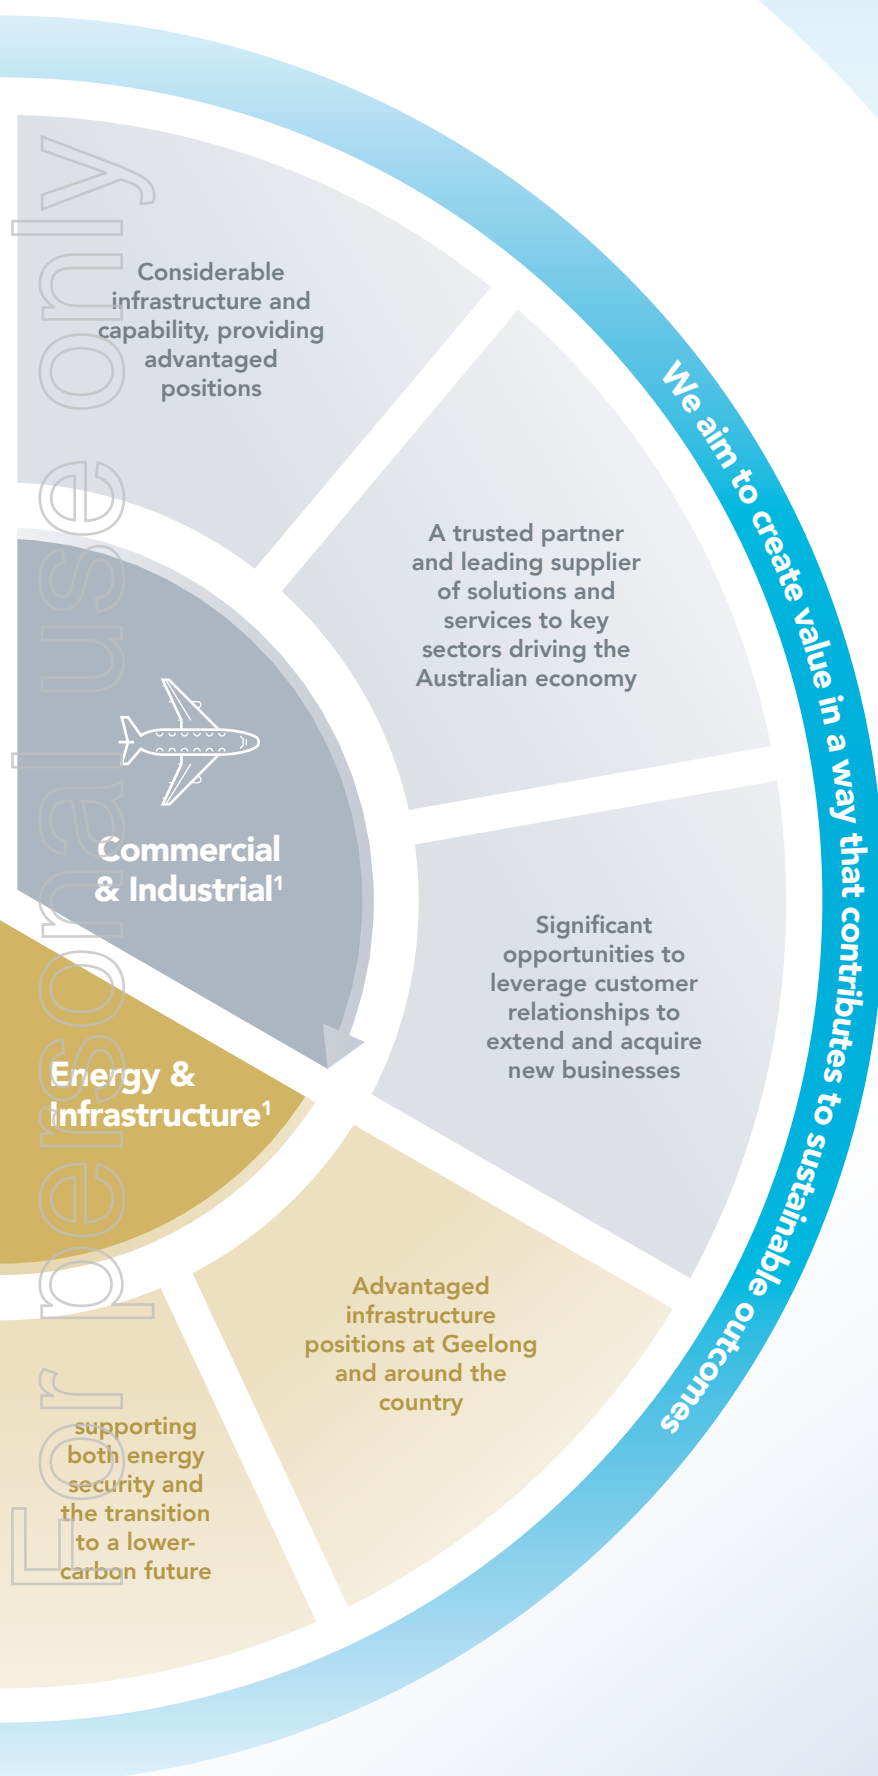 For personal use only
Considerable
infrastructure and
capability, providing
advantaged
positions
A trusted partner
and leading supplier
of solutions and
services to key
sectors driving the
Australian economy
We aim to create value in a way that contributes to sustainable outcomes
Commercial
& Industrial¹
Significant
opportunities to
leverage customer
relationships to
extend and acquire
new businesses
Energy &
Infrastructure¹
Advantaged
infrastructure
positions at Geelong
and around the
country
supporting
both energy
security and
the transition
to a lower-
carbon future